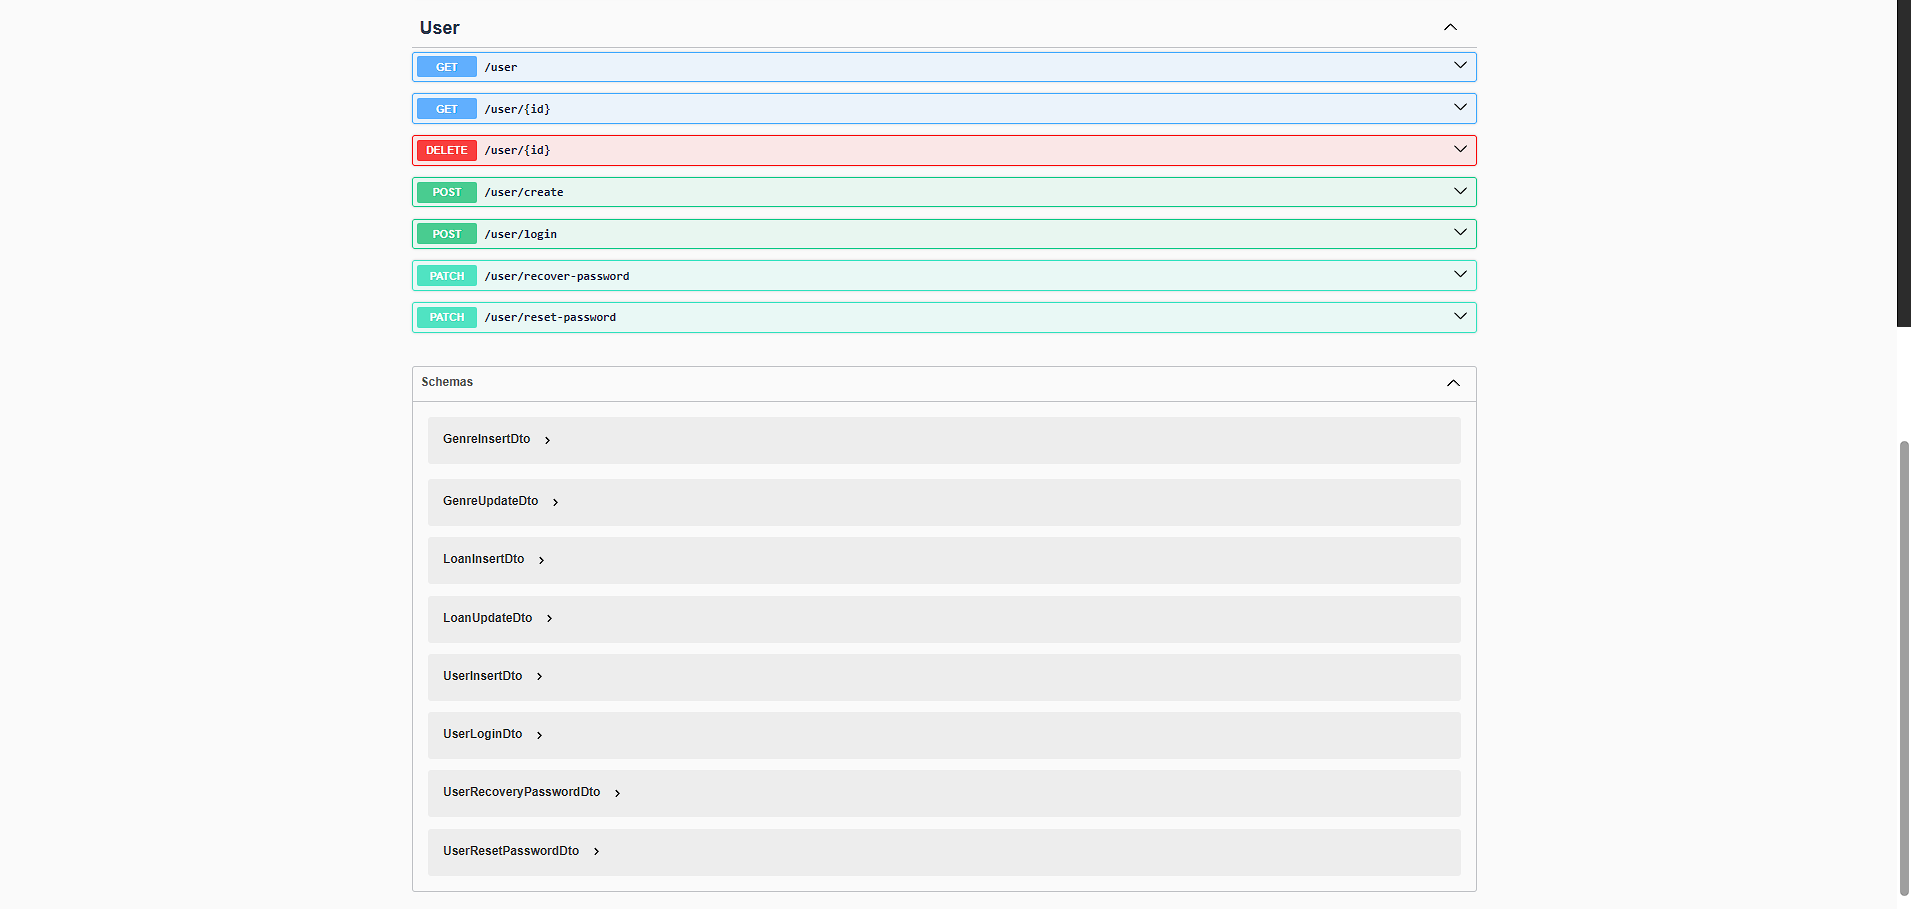 User
GET /user
GET /user/{id}
DELETE /user/{id}
POST /user/create
POST /user/login
PATCH /user/recover-password
PATCH /user/reset-password
Schemas
GenreInsertDto
GenreUpdateDto
LoanInsertDto
LoanUpdateDto
UserInsertDto
UserLoginDto
UserRecoveryPasswordDto
UserResetPasswordDto